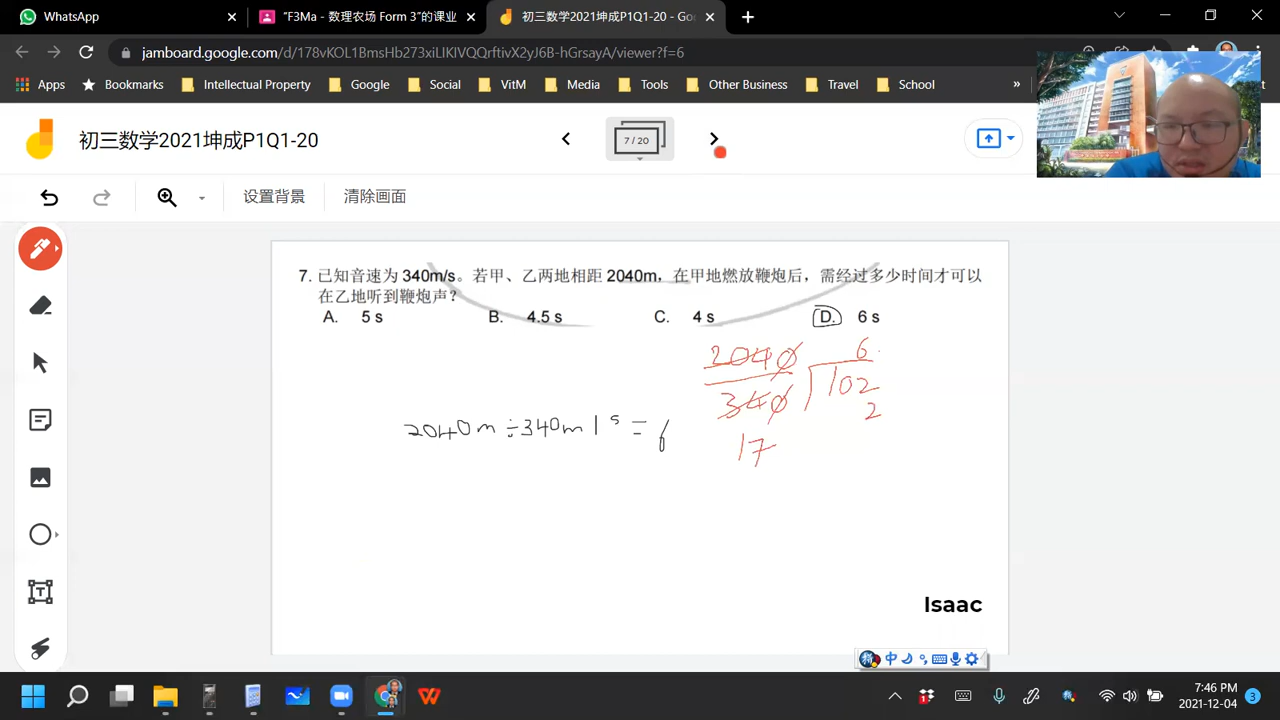 WhatsApp
"F3Ma - 数理农场 Form 3"的课业
初三数学2021坤成P1Q1-20 - Go
jamboard.google.com/d/178vKOL1BmsHb273xiLIKIVOQrftivX2yJ6B-hGrsayA/viewer?f=6
Apps Bookmarks Intellectual Property Google Social VitM Media Tools Other Business Travel School » t
初三数学2021坤成P1Q1-20
7 / 20
设置背景 清除画面
7. 已知音速为 340m/s。若甲、乙两地相距 2040m，在甲地燃放鞭炮后，需经过多少时间才可以
在乙地听到鞭炮声？
A. 5 s B. 4.5 s C. 4 s D. 6 s
2040 6
340 102
2
2040m ÷ 340m / s = 6
17
Isaac
中
7:46 PM
2021-12-04
3